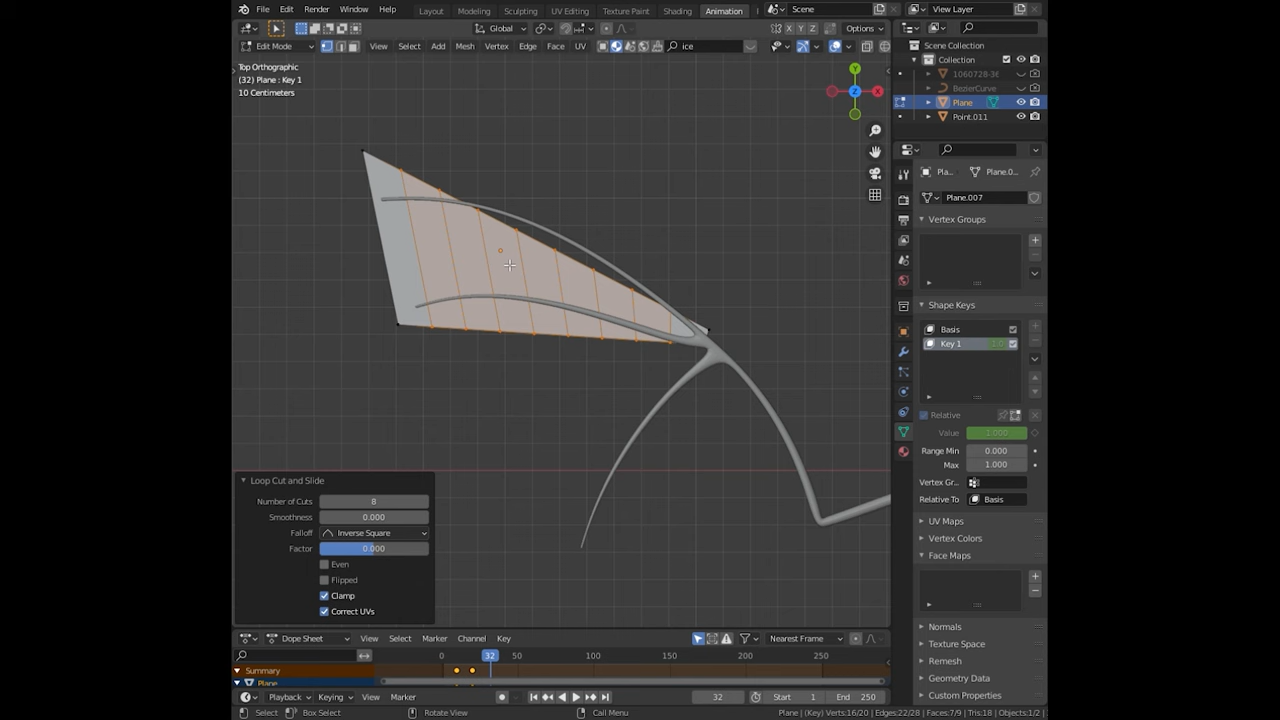 File Edit Render Window Help Layout Modeling Sculpting UV Editing Texture Paint Shading Animation Scene View Layer
Global Options
Edit Mode View Select Add Mesh Vertex Edge Face UV ice X Y Z
Top Orthographic
(32) Plane : Key 1
10 Centimeters
Y
Z
X
Scene Collection
Collection
1060728-3
BezierCurve
Plane
Point.011
Pla... Plane.0...
Plane.007
Vertex Groups
Shape Keys
Basis
Key 1 1.0
Relative
Value 1.000
Range Min 0.000
Max 1.000
Vertex Gr...
Relative To Basis
UV Maps
Vertex Colors
Face Maps
Normals
Texture Space
Remesh
Geometry Data
Custom Properties
Loop Cut and Slide
Number of Cuts 8
Smoothness 0.000
Falloff Inverse Square
Factor 0.000
Even
Flipped
Clamp
Correct UVs
Dope Sheet View Select Marker Channel Key Nearest Frame
0 32 50 100 150 200 250
Summary
Plane
Playback Keying View Marker 32 Start 1 End 250
Select Box Select Rotate View Call Menu Plane | (Key) Verts:16/20 | Edges:22/28 | Faces:7/9 | Tris:18 | Objects:1/2